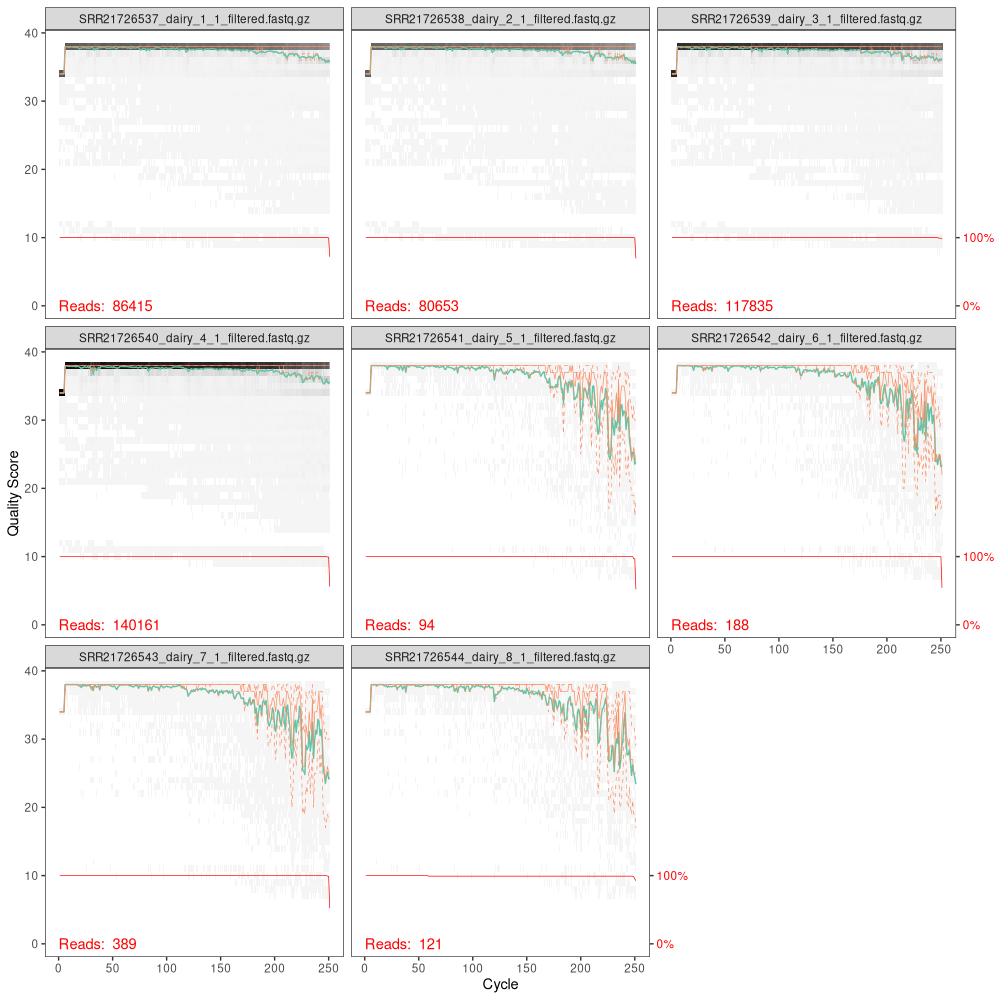 SRR21726537_dairy_1_1_filtered.fastq.gz SRR21726538_dairy_2_1_filtered.fastq.gz SRR21726539_dairy_3_1_filtered.fastq.gz
40
30
20
10
0
100%
0%
Reads: 86415 Reads: 80653 Reads: 117835
SRR21726540_dairy_4_1_filtered.fastq.gz SRR21726541_dairy_5_1_filtered.fastq.gz SRR21726542_dairy_6_1_filtered.fastq.gz
Quality Score
40
30
20
10
0
100%
0%
Reads: 140161 Reads: 94 Reads: 188
0 50 100 150 200 250
SRR21726543_dairy_7_1_filtered.fastq.gz SRR21726544_dairy_8_1_filtered.fastq.gz
40
30
20
10
0
100%
0%
Reads: 389 Reads: 121
0 50 100 150 200 250 0 50 100 150 200 250
Cycle